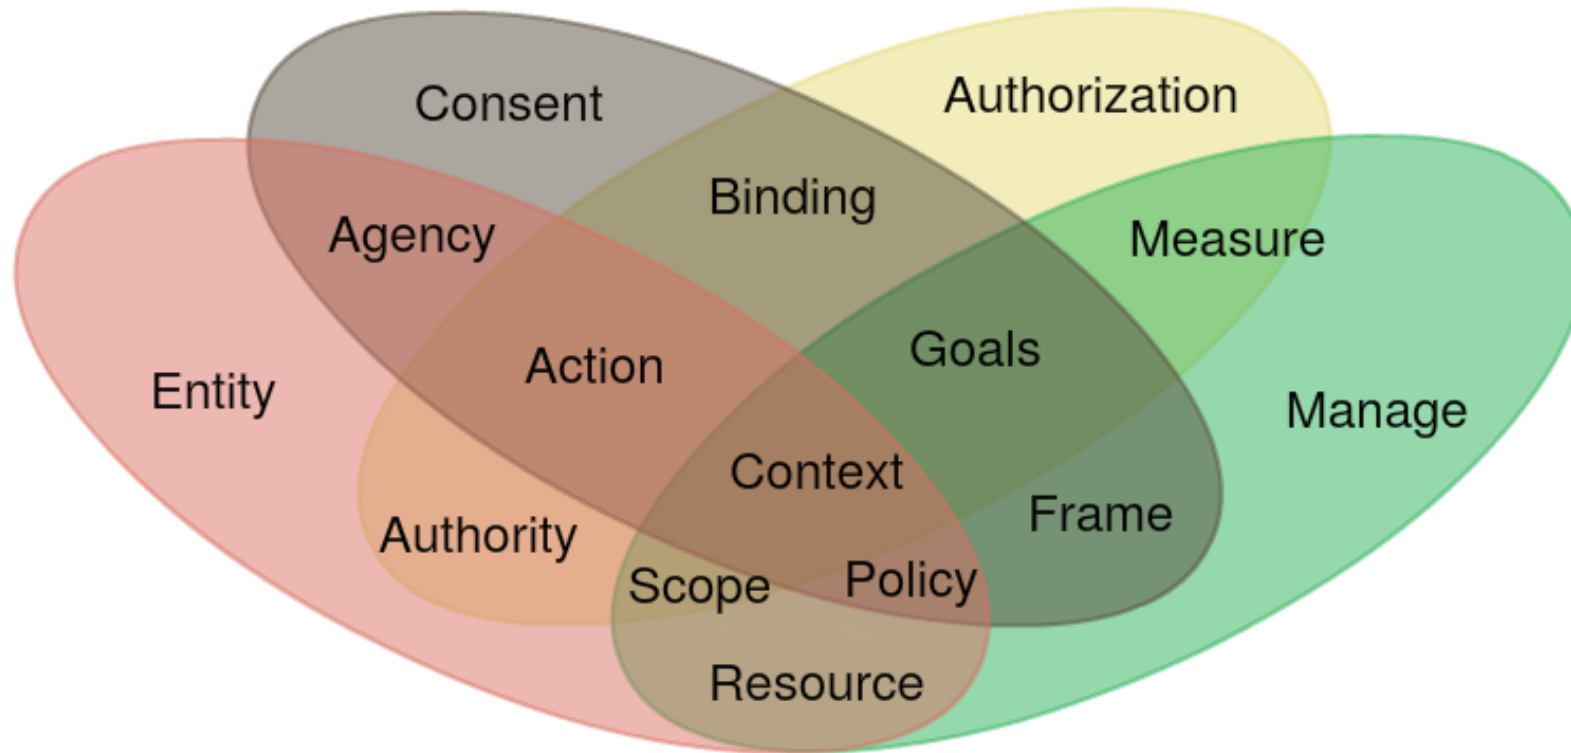 Consent
Authorization
Binding
Agency
Measure
Entity
Action
Goals
Manage
Context
Authority
Frame
Scope
Policy
Resource